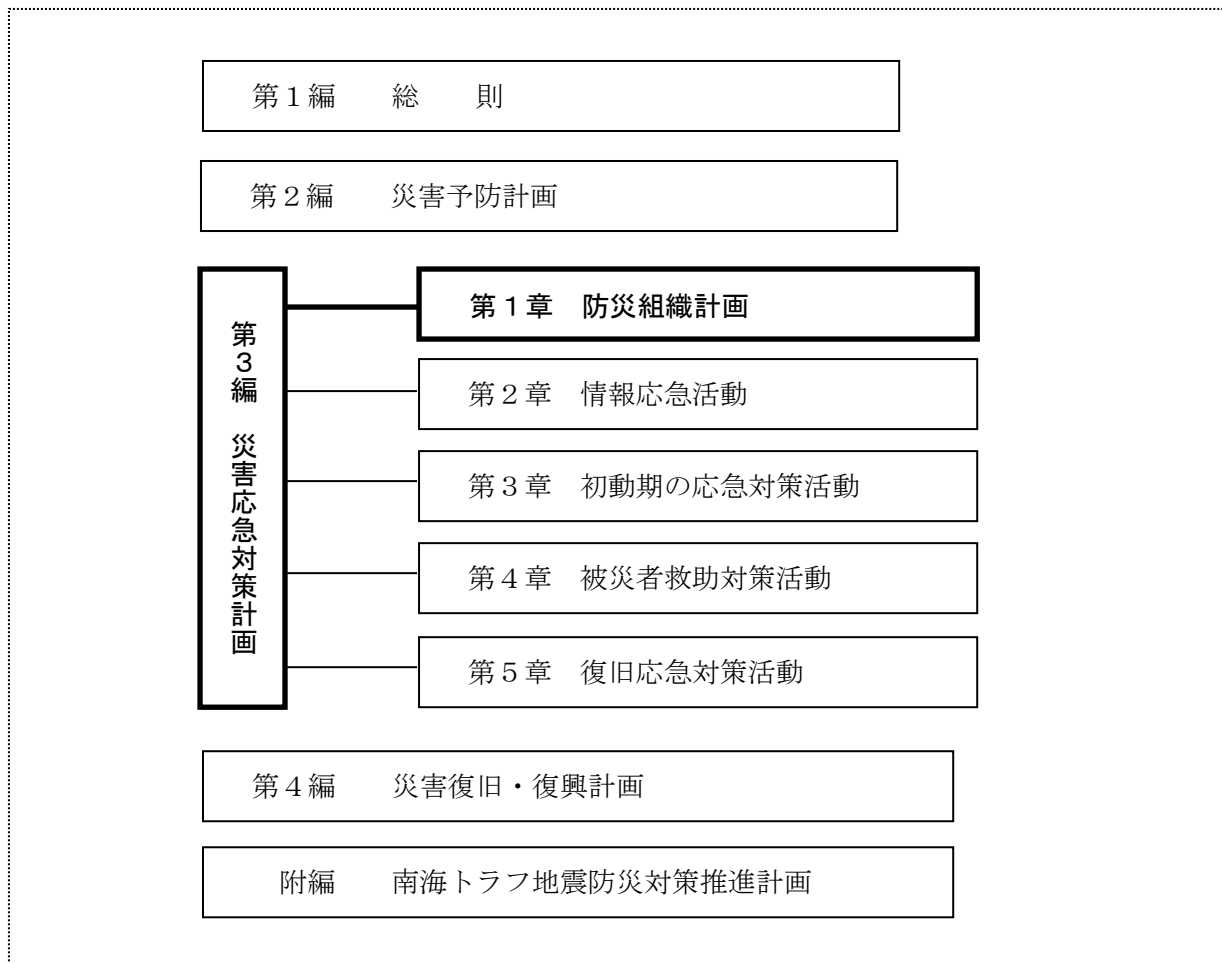 第１編　　総　　則
第２編　　災害予防計画
第３編　災害応急対策計画
第１章　防災組織計画
第２章　情報応急活動
第３章　初動期の応急対策活動
第４章　被災者救助対策活動
第５章　復旧応急対策活動
第４編　　災害復旧・復興計画
附編　　南海トラフ地震防災対策推進計画